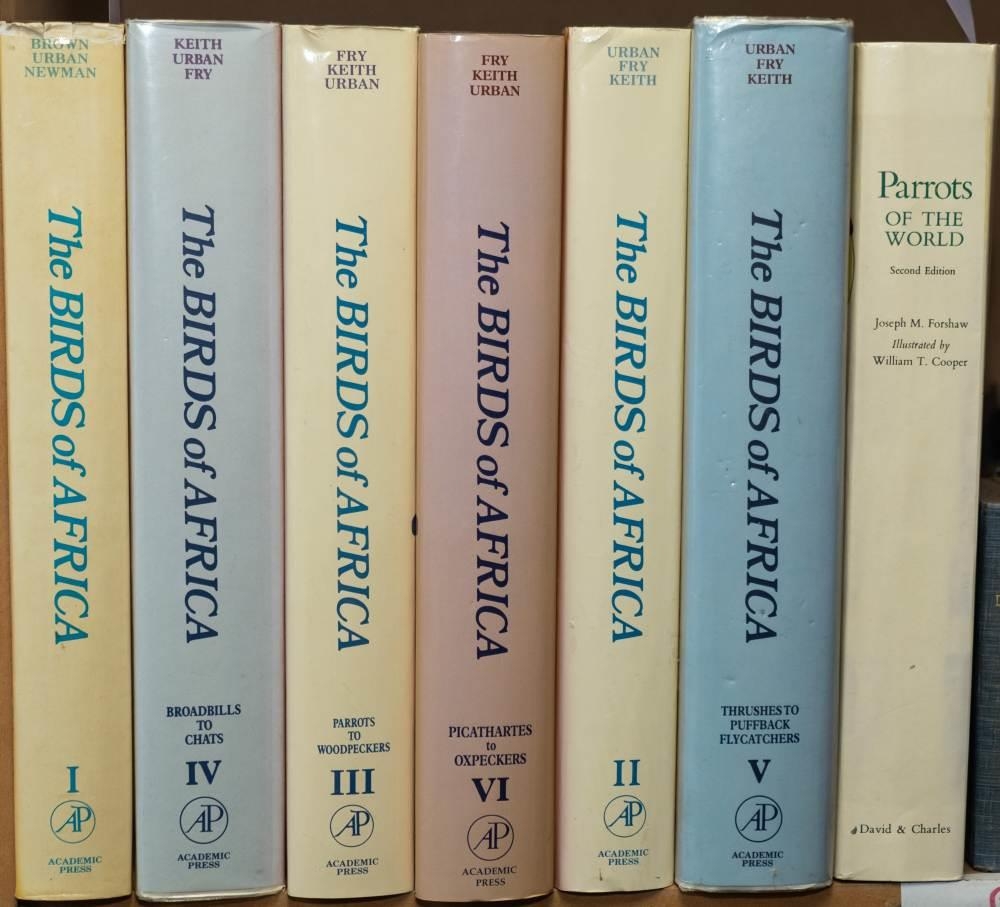 BROWN
URBAN
NEWMAN
The BIRDS of AFRICA
I
AP
ACADEMIC
PRESS
KEITH
URBAN
FRY
The BIRDS of AFRICA
BROADBILLS
TO
CHATS
IV
AP
ACADEMIC
PRESS
FRY
KEITH
URBAN
The BIRDS of AFRICA
PARROTS
TO
WOODPECKERS
III
AP
ACADEMIC
PRESS
FRY
KEITH
URBAN
The BIRDS of AFRICA
PICATHARTES
to
OXPECKERS
VI
AP
ACADEMIC
PRESS
URBAN
FRY
KEITH
The BIRDS of AFRICA
II
AP
ACADEMIC
PRESS
URBAN
FRY
KEITH
The BIRDS of AFRICA
THRUSHES TO
PUFFBACK
FLYCATCHERS
V
AP
ACADEMIC
PRESS
Parrots
OF THE
WORLD
Second Edition
Joseph M. Forshaw
Illustrated by
William T. Cooper
David & Charles